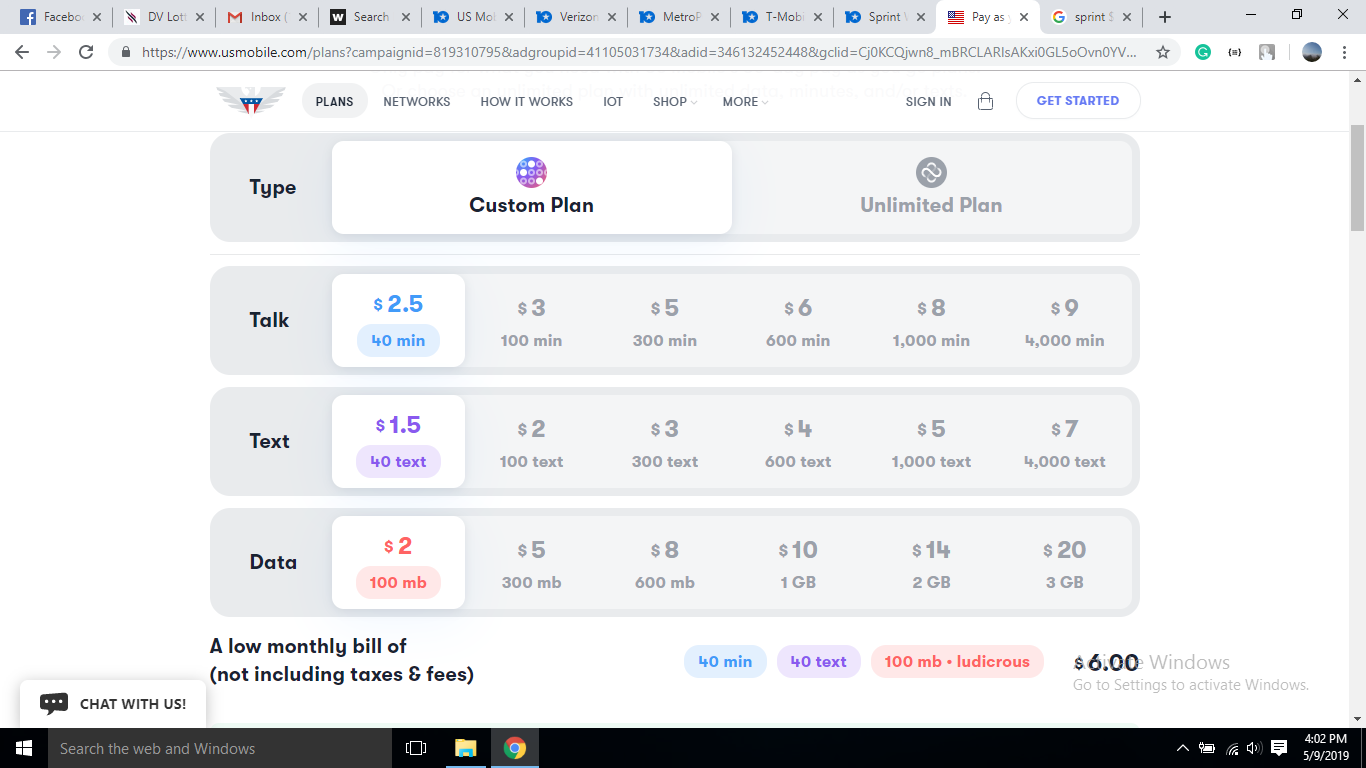 Facebo
DV Lott
Inbox (
Search
US Mo
Verizon
MetroP
T-Mobi
Sprint
Pay as
sprint
https://www.usmobile.com/plans?campaignid=819310795&adgroupid=41105031734&adid=346132452448&gclid=Cj0KCQjwn8_mBRCLARIsAKxi0GL5oOvn0YV...
PLANS NETWORKS HOW IT WORKS IOT SHOP MORE SIGN IN GET STARTED
Type
Custom Plan
Unlimited Plan
Talk
$ 2.5 $ 3 $ 5 $ 6 $ 8 $ 9
40 min 100 min 300 min 600 min 1,000 min 4,000 min
Text
$ 1.5 $ 2 $ 3 $ 4 $ 5 $ 7
40 text 100 text 300 text 600 text 1,000 text 4,000 text
Data
$ 2 $ 5 $ 8 $ 10 $ 14 $ 20
100 mb 300 mb 600 mb 1 GB 2 GB 3 GB
A low monthly bill of
(not including taxes & fees)
40 min 40 text 100 mb • ludicrous $ 6.00
Activate Windows
Go to Settings to activate Windows.
CHAT WITH US!
Search the web and Windows
4:02 PM
5/9/2019